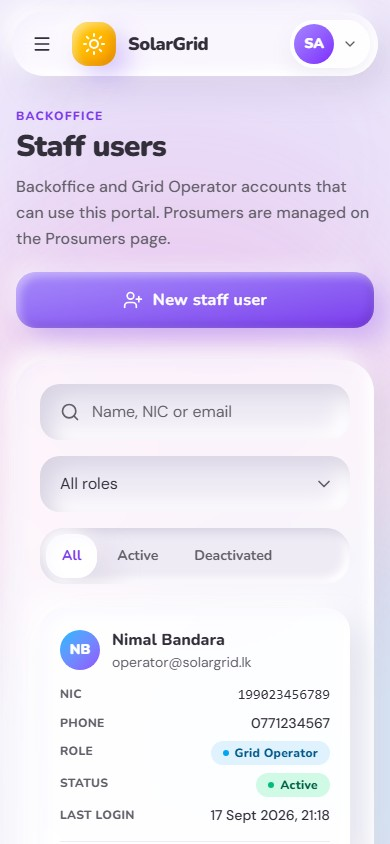 SolarGrid
SA
BACKOFFICE
Staff users
Backoffice and Grid Operator accounts that
can use this portal. Prosumers are managed on
the Prosumers page.
New staff user
Name, NIC or email
All roles
All Active Deactivated
NB
Nimal Bandara
operator@solargrid.lk
NIC 199023456789
PHONE 0771234567
ROLE Grid Operator
STATUS Active
LAST LOGIN 17 Sept 2026, 21:18